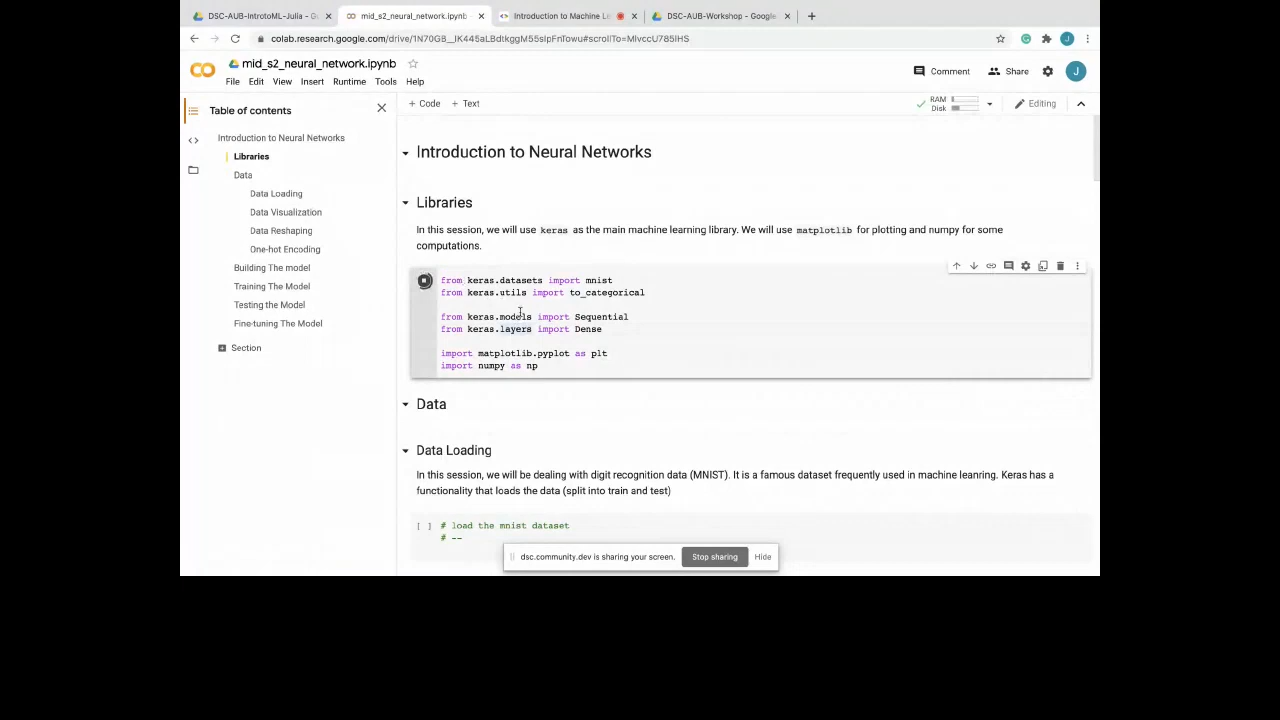 DSC-AUB-IntrotoML-Julia - G
mid_s2_neural_network.ipynb
Introduction to Machine Le
DSC-AUB-Workshop - Google
mid_s2_neural_network.ipynb
File Edit View Insert Runtime Tools Help
Comment Share J
Table of contents
+ Code + Text
RAM
Disk
Editing
Introduction to Neural Networks
Libraries
Data
Data Loading
Data Visualization
Data Reshaping
One-hot Encoding
Building The model
Training The Model
Testing the Model
Fine-tuning The Model
Section
Introduction to Neural Networks
Libraries
In this session, we will use keras as the main machine learning library. We will use matplotlib for plotting and numpy for some
computations.
from keras.datasets import mnist
from keras.utils import to_categorical
from keras.models import Sequential
from keras.layers import Dense
import matplotlib.pyplot as plt
import numpy as np
Data
Data Loading
In this session, we will be dealing with digit recognition data (MNIST). It is a famous dataset frequently used in machine leanring. Keras has a
functionality that loads the data (split into train and test)
[ ] # load the mnist dataset
# --
dsc.community.dev is sharing your screen. Stop sharing Hide